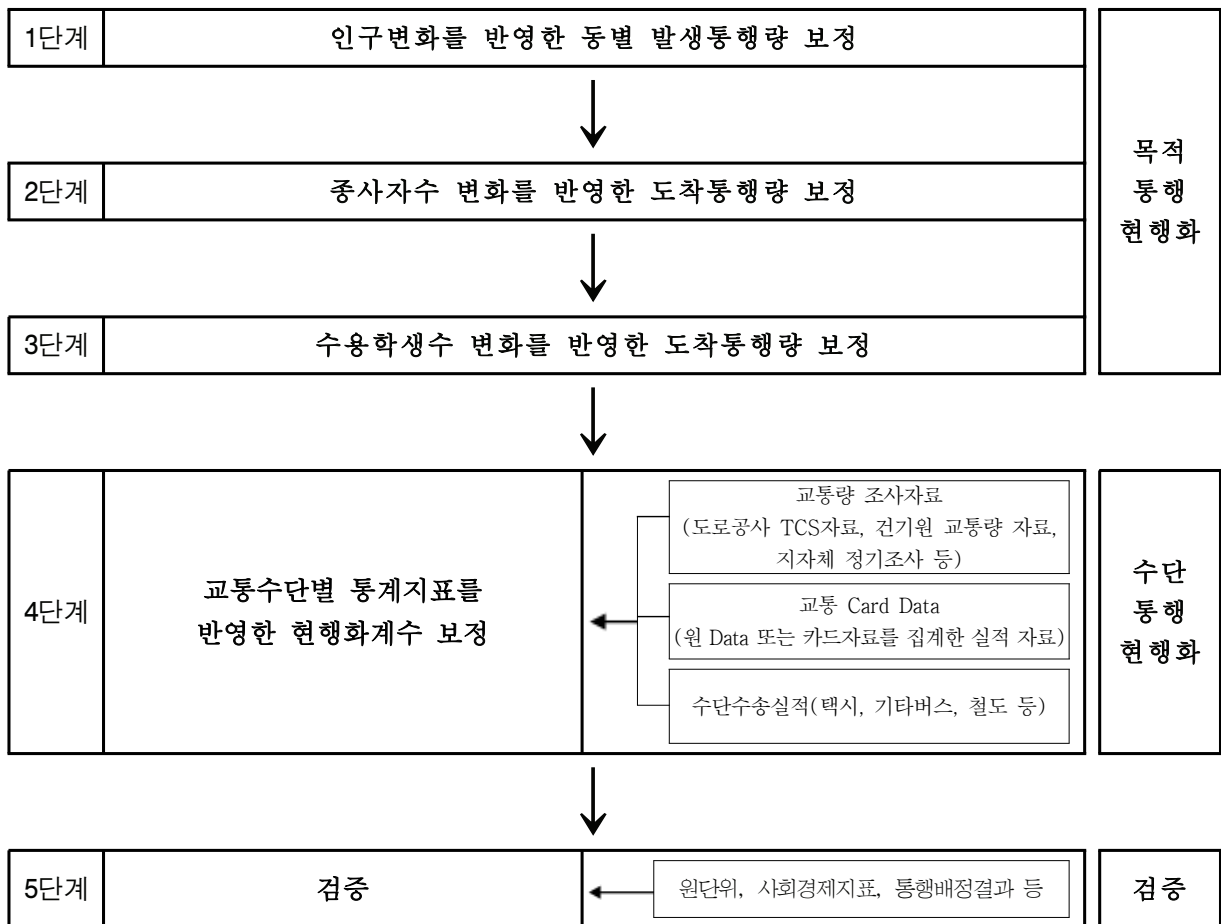 1단계
인구변화를 반영한 동별 발생통행량 보정
2단계
종사자수 변화를 반영한 도착통행량 보정
3단계
수용학생수 변화를 반영한 도착통행량 보정
목적
통행
현행화
4단계
교통수단별 통계지표를
반영한 현행화계수 보정
교통량 조사자료
(도로공사 TCS자료, 건기원 교통량 자료,
지자체 정기조사 등)
교통 Card Data
(원 Data 또는 카드자료를 집계한 실적 자료)
수단수송실적(택시, 기타버스, 철도 등)
수단
통행
현행화
5단계
검증
원단위, 사회경제지표, 통행배정결과 등
검증